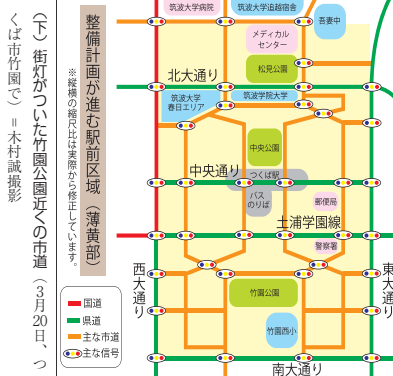 整備計画が進む駅前区域（薄黄部）
※縦横の縮尺比は実際から修正しています。
（下）街灯がついた竹園公園近くの市道（3月20日、つ
くば市竹園で）＝木村誠撮影
筑波大学病院
筑波大学追越宿舎
吾妻中
メディカル
センター
松見公園
北大通り
筑波大学
春日エリア
筑波学院大学
中央公園
中央通り
つくば駅
バス
のりば
郵便局
土浦学園線
警察署
西大通り
東大通り
竹園公園
竹園西小
南大通り
国道
県道
主な市道
主な信号